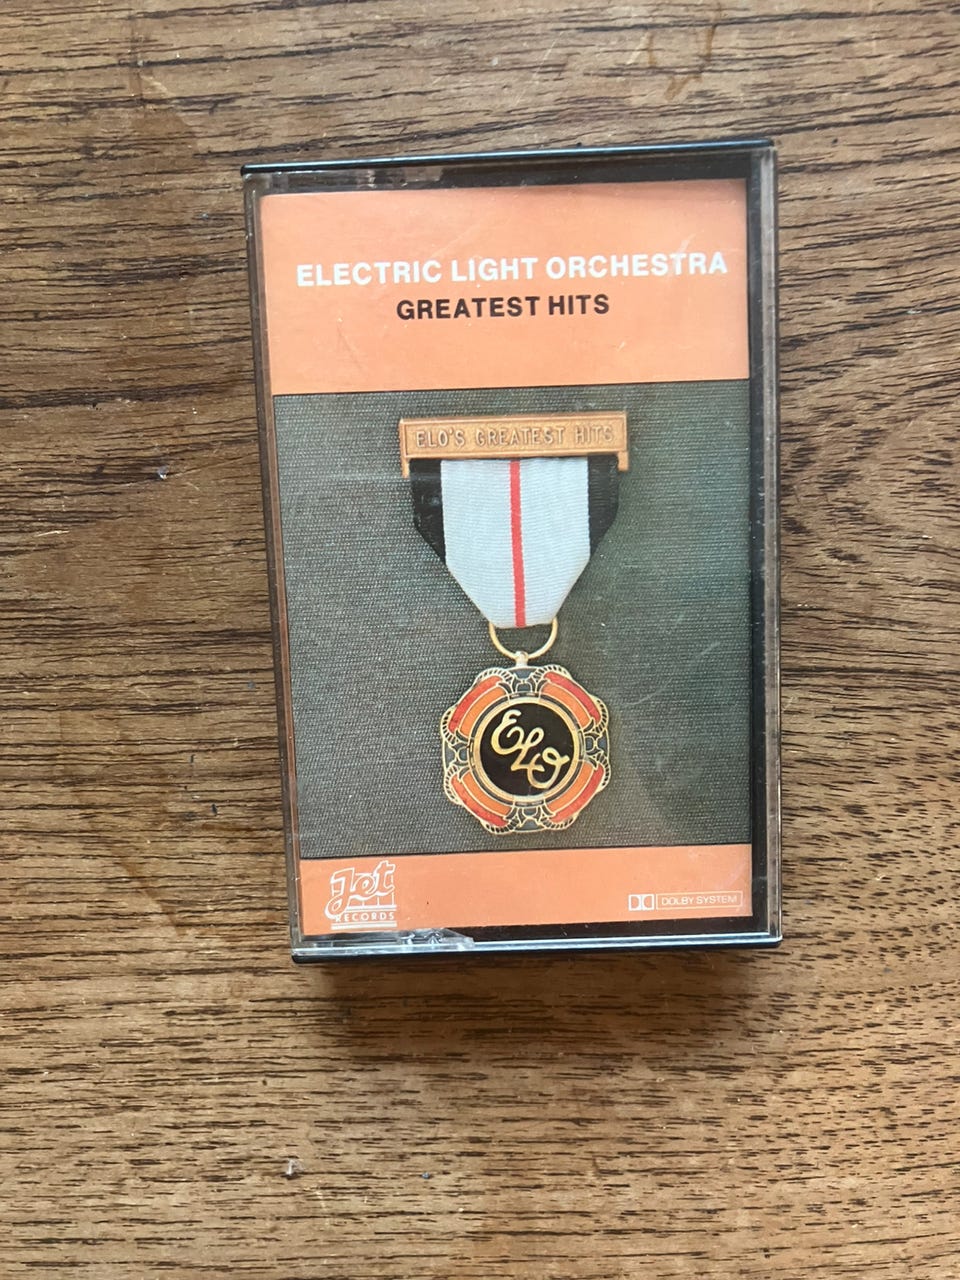 ELECTRIC LIGHT ORCHESTRA
GREATEST HITS
ELO'S GREATEST HITS
ELO
Jet
RECORDS
DOLBY SYSTEM